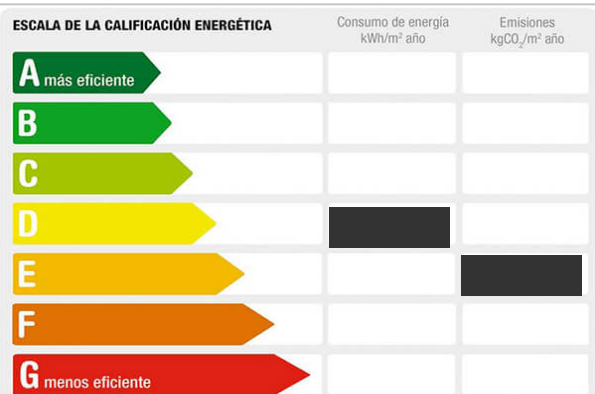 ESCALA DE LA CALIFICACIÓN ENERGÉTICA
Consumo de energía
kWh/m² año
Emisiones
kgCO₂/m² año
A más eficiente
B
C
D
E
F
G menos eficiente